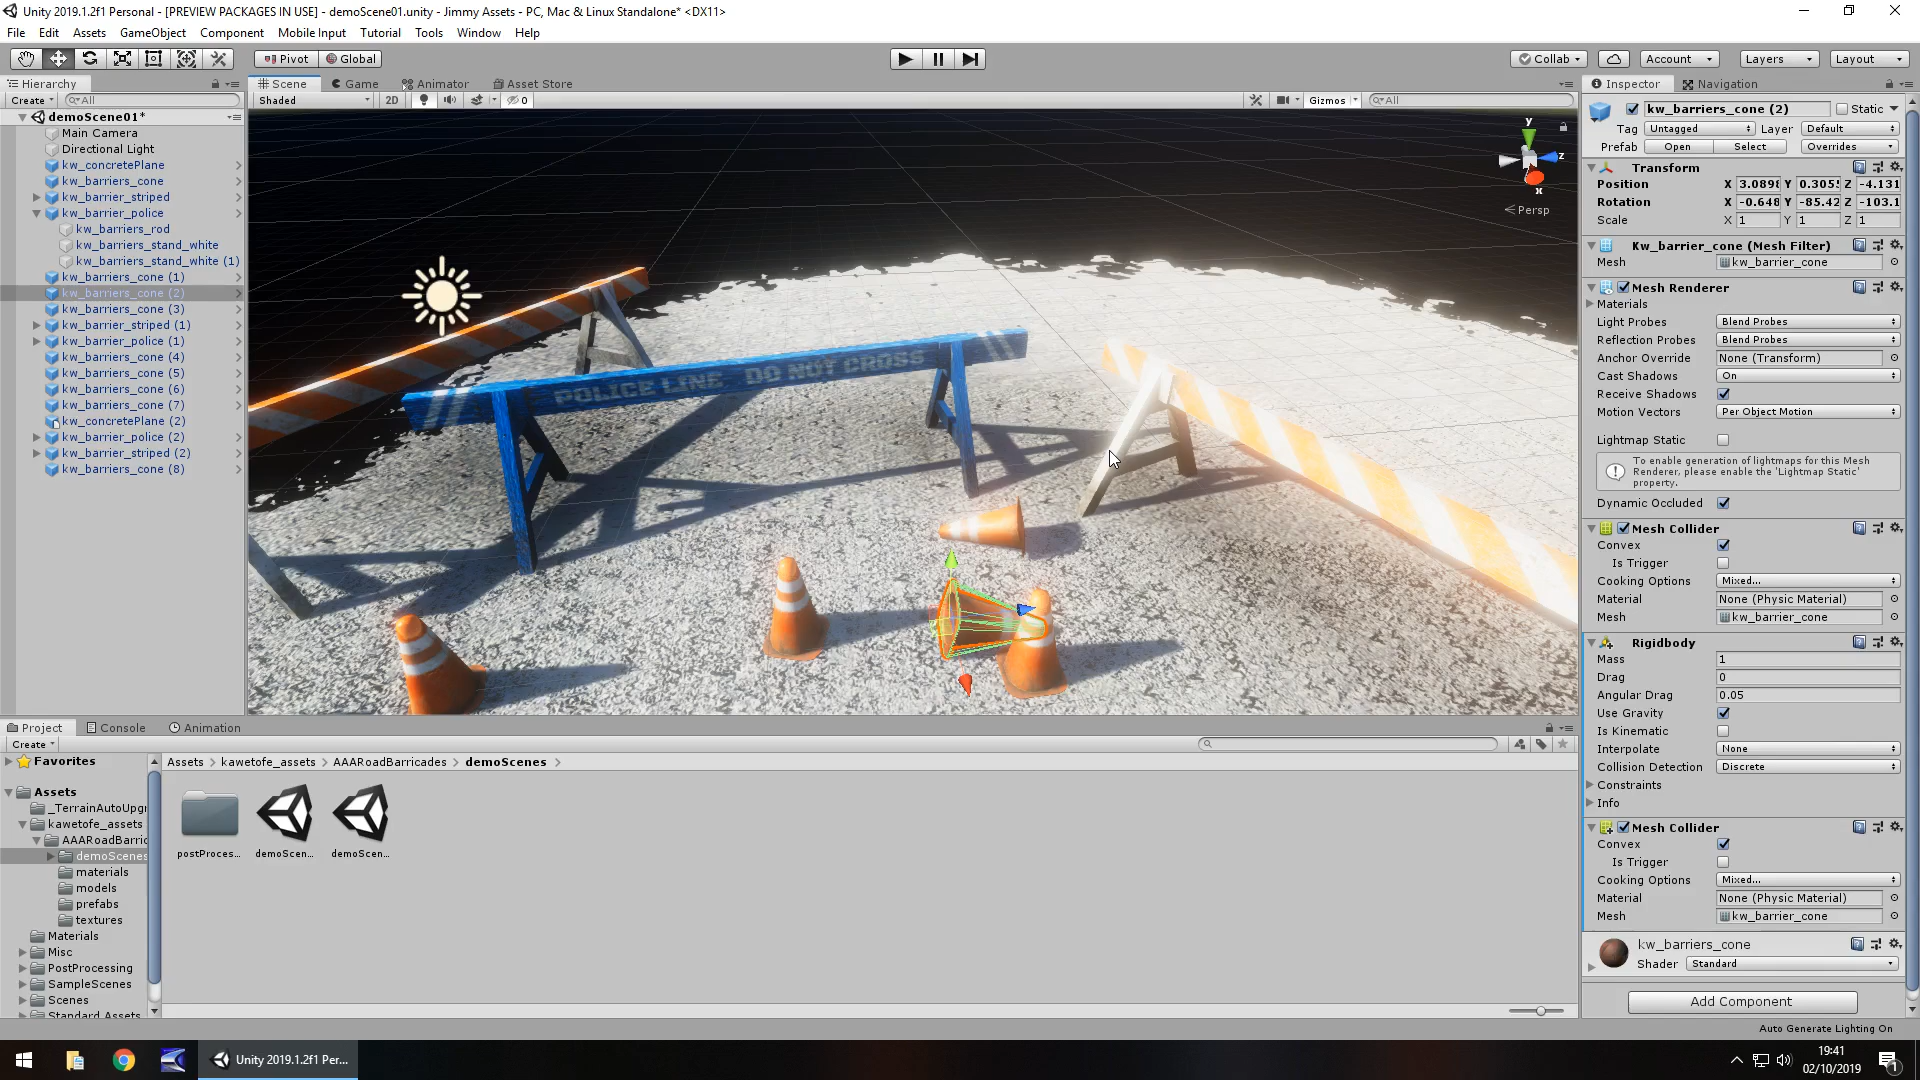 Unity 2019.1.2f1 Personal - [PREVIEW PACKAGES IN USE] - demoScene01.unity - Jimmy Assets - PC, Mac & Linux Standalone* <DX11>
File Edit Assets GameObject Component Mobile Input Tutorial Tools Window Help
Pivot Global Collab Account Layers Layout
Hierarchy Scene Game Animator Asset Store Inspector Navigation
Create All Shaded 2D 0 Gizmos All
demoScene01*
Main Camera
Directional Light
kw_concretePlane
kw_barriers_cone
kw_barrier_striped
kw_barrier_police
kw_barriers_rod
kw_barriers_stand_white
kw_barriers_stand_white (1)
kw_barriers_cone (1)
kw_barriers_cone (2)
kw_barriers_cone (3)
kw_barrier_striped (1)
kw_barrier_police (1)
kw_barriers_cone (4)
kw_barriers_cone (5)
kw_barriers_cone (6)
kw_barriers_cone (7)
kw_concretePlane (2)
kw_barrier_police (2)
kw_barrier_striped (2)
kw_barriers_cone (8)
y
z
x
Persp
POLICE LINE DO NOT CROSS
kw_barriers_cone (2) Static
Tag Untagged Layer Default
Prefab Open Select Overrides
Transform
Position X 3.0898 Y 0.305 Z -4.131
Rotation X -0.648 Y -85.42 Z -103.1
Scale X 1 Y 1 Z 1
Kw_barrier_cone (Mesh Filter)
Mesh kw_barrier_cone
Mesh Renderer
Materials
Light Probes Blend Probes
Reflection Probes Blend Probes
Anchor Override None (Transform)
Cast Shadows On
Receive Shadows
Motion Vectors Per Object Motion
Lightmap Static
To enable generation of lightmaps for this Mesh
Renderer, please enable the 'Lightmap Static'
property.
Dynamic Occluded
Mesh Collider
Convex
Is Trigger
Cooking Options Mixed...
Material None (Physic Material)
Mesh kw_barrier_cone
Rigidbody
Mass 1
Drag 0
Angular Drag 0.05
Use Gravity
Is Kinematic
Interpolate None
Collision Detection Discrete
Constraints
Info
Mesh Collider
Convex
Is Trigger
Cooking Options Mixed...
Material None (Physic Material)
Mesh kw_barrier_cone
kw_barriers_cone
Shader Standard
Add Component
Auto Generate Lighting On
Project Console Animation
Create
Favorites
Assets
_TerrainAutoUpgr
kawetofe_assets
AAARoadBarric
demoScenes
materials
models
prefabs
textures
Materials
Misc
PostProcessing
SampleScenes
Scenes
Standard Assets
Assets > kawetofe_assets > AAARoadBarricades > demoScenes >
postProces... demoScen... demoScen...
Unity 2019.1.2f1 Per...
19:41
02/10/2019
1